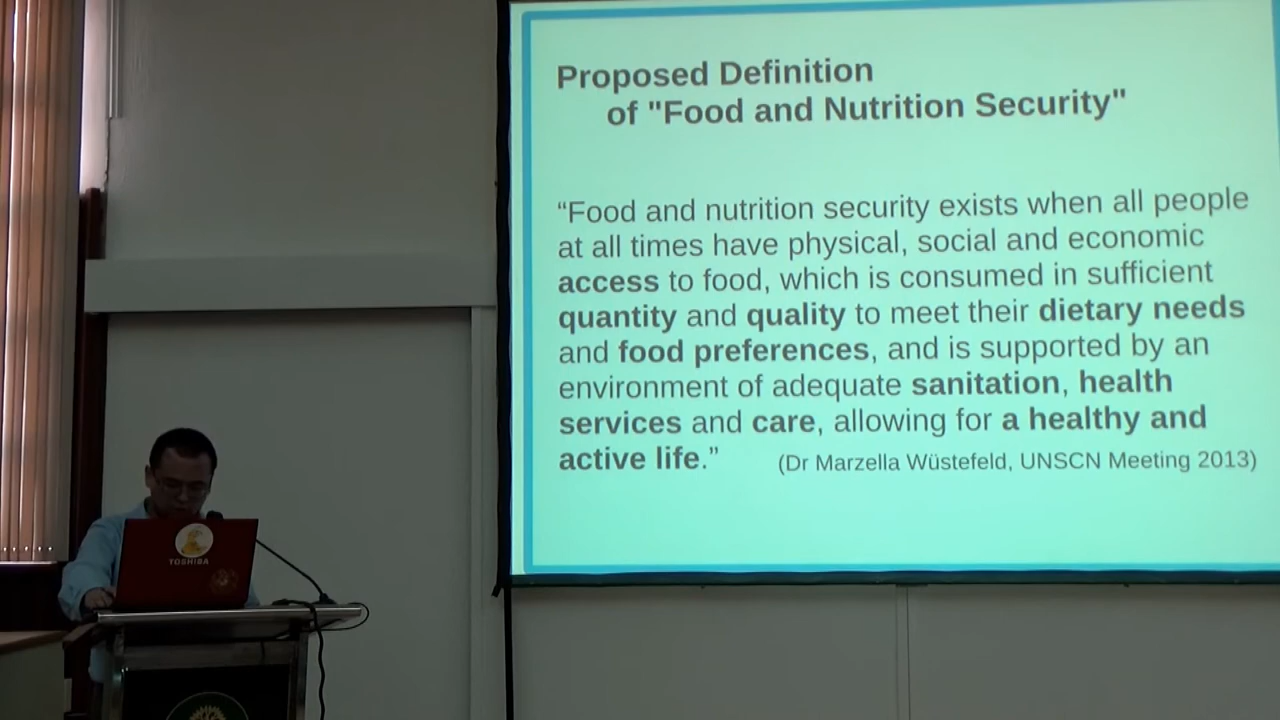 Proposed Definition
of "Food and Nutrition Security"
“Food and nutrition security exists when all people
at all times have physical, social and economic
access to food, which is consumed in sufficient
quantity and quality to meet their dietary needs
and food preferences, and is supported by an
environment of adequate sanitation, health
services and care, allowing for a healthy and
active life.” (Dr Marzella Wüstefeld, UNSCN Meeting 2013)
TOSHIBA